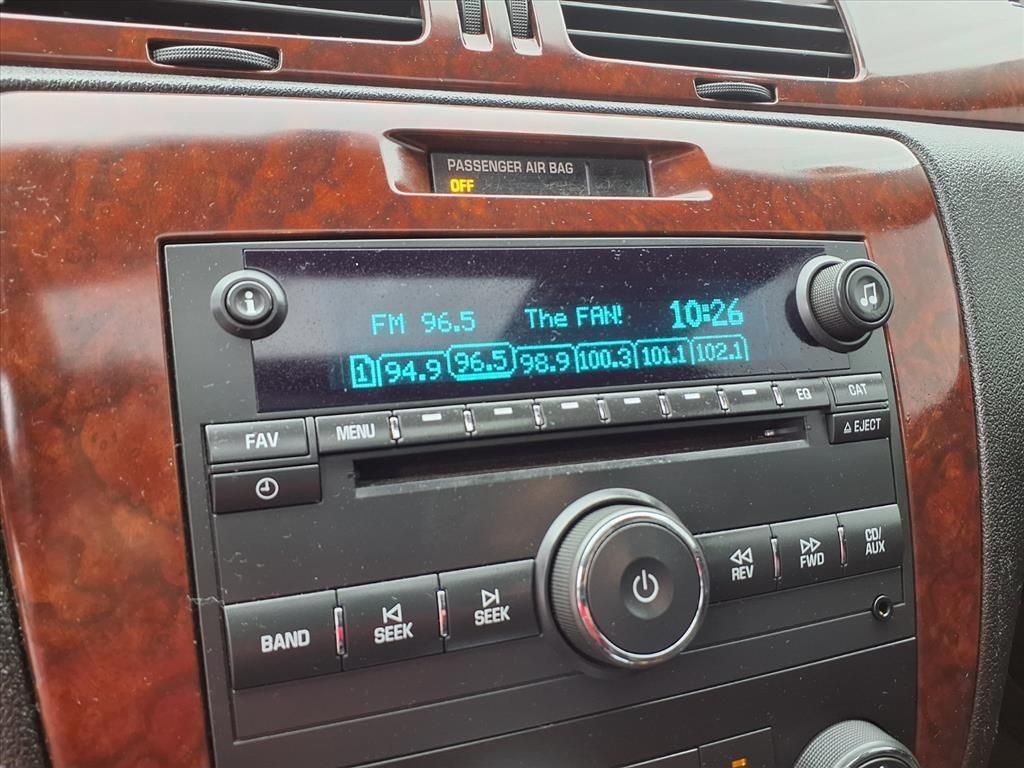 PASSENGER AIR BAG
OFF
i
FM 96.5 The FAN! 10:26
1 94.9 96.5 98.9 100.3 101.1 102.1
FAV MENU EQ CAT
EJECT
REV FWD CD/AUX
BAND SEEK SEEK